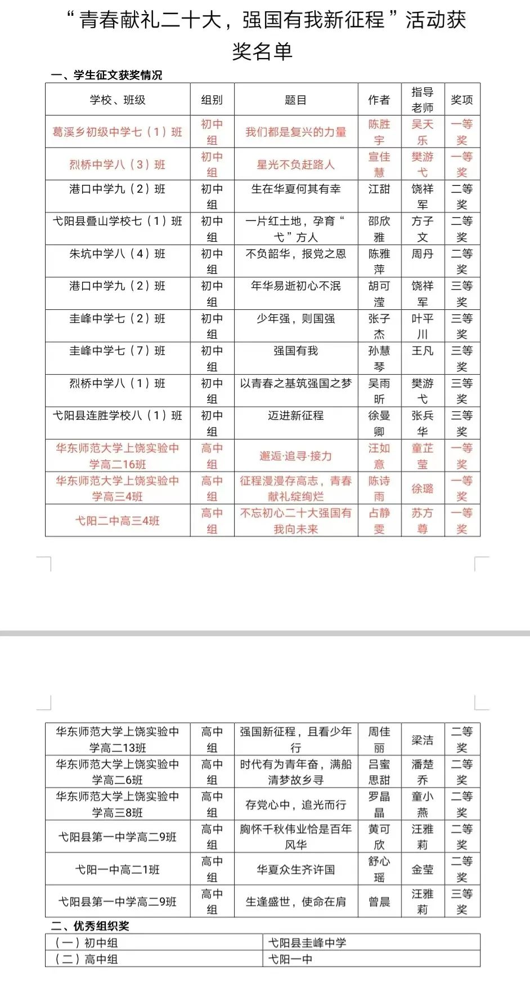 “青春献礼二十大，强国有我新征程”活动获
奖名单
一、学生征文获奖情况
学校、班级 组别 题目 作者 指导老师 奖项
葛溪乡初级中学七（1）班 初中组 我们都是复兴的力量 陈胜宇 吴天乐 一等奖
烈桥中学八（3）班 初中组 星光不负赶路人 宣佳慧 樊游弋 一等奖
港口中学九（2）班 初中组 生在华夏何其有幸 江甜 饶祥军 二等奖
弋阳县叠山学校七（1）班 初中组 一片红土地，孕育“弋”方人 邵欣雅 方子文 二等奖
朱坑中学八（4）班 初中组 不负韶华，报党之恩 陈雅萍 周丹 二等奖
港口中学九（2）班 初中组 年华易逝初心不泯 胡可滢 饶祥军 三等奖
圭峰中学七（2）班 初中组 少年强，则国强 张子杰 叶平川 三等奖
圭峰中学七（7）班 初中组 强国有我 孙慧琴 王凡 三等奖
烈桥中学八（1）班 初中组 以青春之基筑强国之梦 吴雨昕 樊游弋 三等奖
弋阳县连胜学校八（1）班 初中组 迈进新征程 徐曼卿 张兵华 三等奖
华东师范大学上饶实验中学高二16班 高中组 邂逅·追寻·接力 汪如意 童芷莹 一等奖
华东师范大学上饶实验中学高三4班 高中组 征程漫漫存高志，青春献礼绽绚烂 陈诗雨 徐璐 一等奖
弋阳二中高三4班 高中组 不忘初心二十大强国有我向未来 占静雯 苏方尊 一等奖
华东师范大学上饶实验中学高二13班 高中组 强国新征程，且看少年行 周佳丽 梁洁 二等奖
华东师范大学上饶实验中学高二6班 高中组 时代有为青年奋，满船清梦故乡寻 吕蜜思甜 潘楚乔 二等奖
华东师范大学上饶实验中学高三8班 高中组 存党心中，追光而行 罗晶晶 童小燕 二等奖
弋阳县第一中学高二9班 高中组 胸怀千秋伟业恰是百年风华 黄可欣 汪雅莉 二等奖
弋阳一中高二1班 高中组 华夏众生齐许国 舒心瑶 金莹 二等奖
弋阳县第一中学高二9班 高中组 生逢盛世，使命在肩 曾晨 汪雅莉 三等奖
二、优秀组织奖
（一）初中组 弋阳县圭峰中学
（二）高中组 弋阳一中